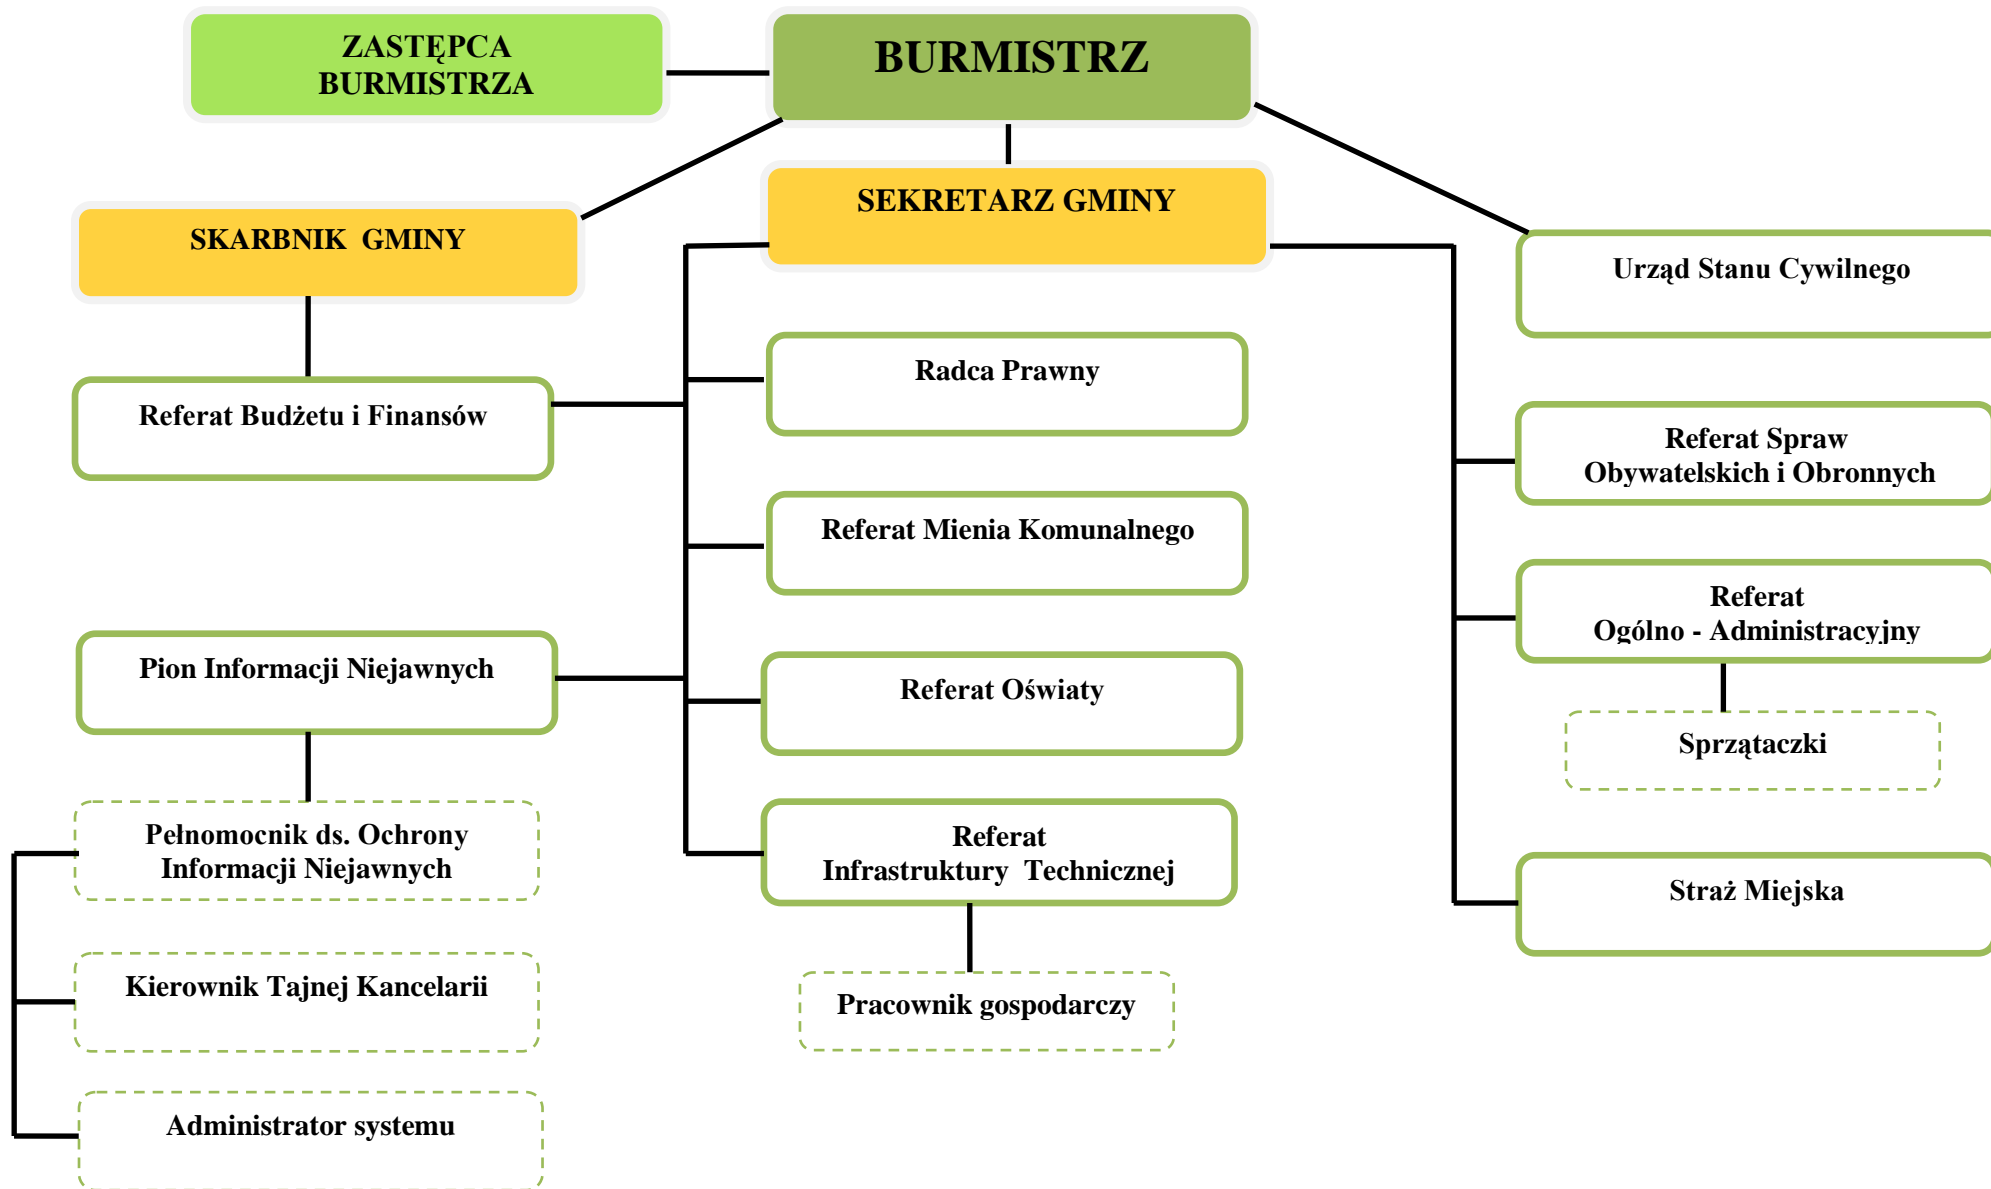 ZASTĘPCA
BURMISTRZA
BURMISTRZ
SEKRETARZ GMINY
SKARBNIK GMINY
Urząd Stanu Cywilnego
Radca Prawny
Referat Budżetu i Finansów
Referat Spraw
Obywatelskich i Obronnych
Referat Mienia Komunalnego
Referat
Ogólno - Administracyjny
Pion Informacji Niejawnych
Referat Oświaty
Sprzątaczki
Pełnomocnik ds. Ochrony
Informacji Niejawnych
Referat
Infrastruktury Technicznej
Straż Miejska
Kierownik Tajnej Kancelarii
Pracownik gospodarczy
Administrator systemu